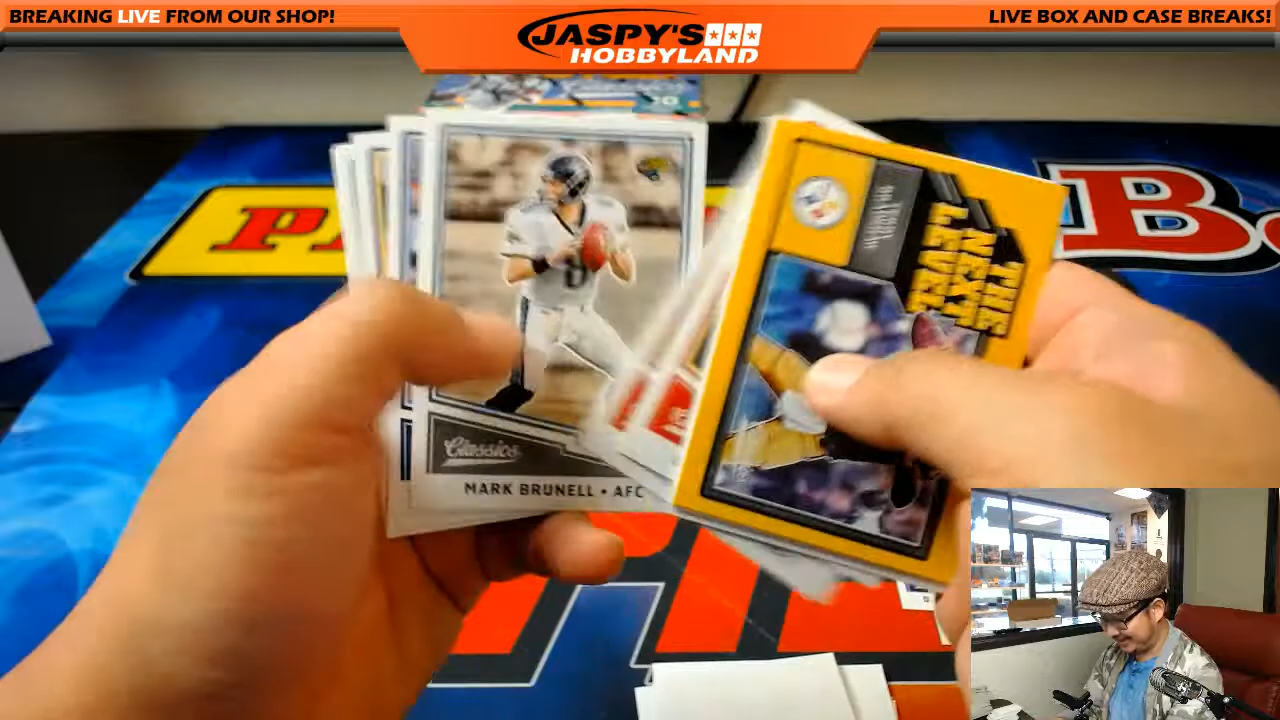 BREAKING LIVE FROM OUR SHOP!
JASPY'S
HOBBYLAND
LIVE BOX AND CASE BREAKS!
THE
NEXT
LEVEL
Classics
MARK BRUNELL • AFC